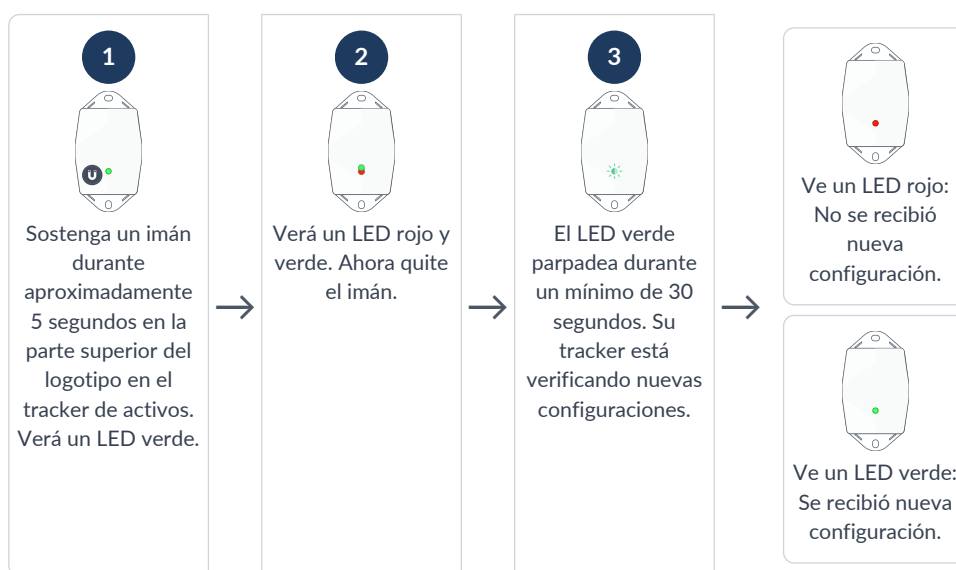 1
Sostenga un imán
durante
aproximadamente
5 segundos en la
parte superior del
logotipo en el
tracker de activos.
Verá un LED verde.
2
Verá un LED rojo y
verde. Ahora quite
el imán.
3
El LED verde
parpadea durante
un mínimo de 30
segundos. Su
tracker está
verificando nuevas
configuraciones.
Ve un LED rojo:
No se recibió
nueva
configuración.
Ve un LED verde:
Se recibió nueva
configuración.